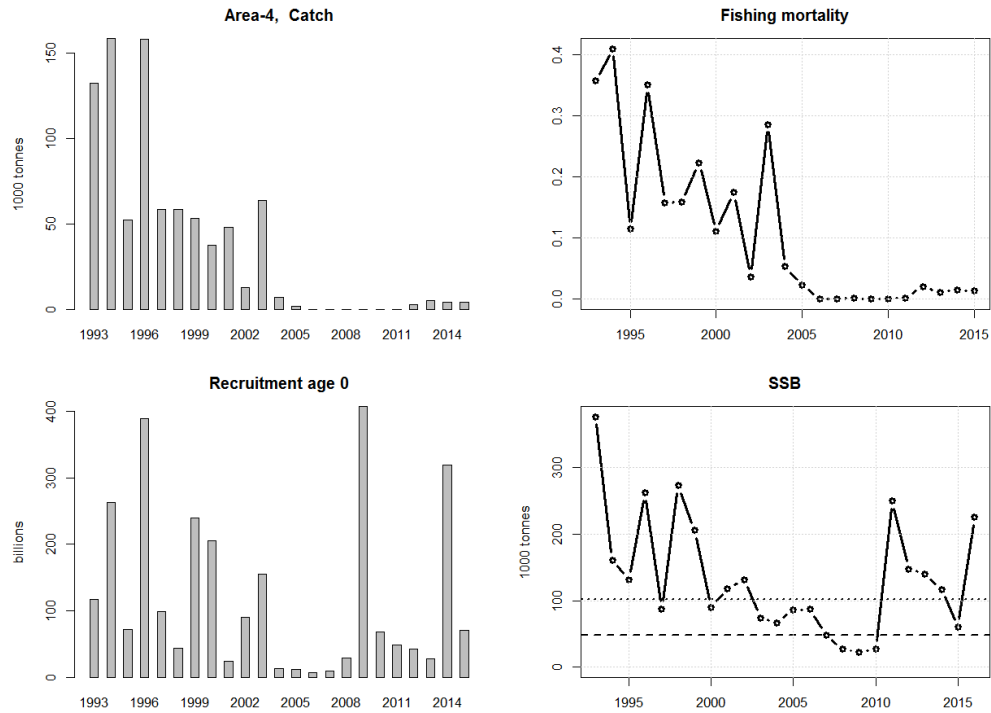 Area-4, Catch
1000 tonnes
150
100
50
0
1993 1996 1999 2002 2005 2008 2011 2014
Fishing mortality
0.4
0.3
0.2
0.1
0.0
1995 2000 2005 2010 2015
Recruitment age 0
billions
400
300
200
100
0
1993 1996 1999 2002 2005 2008 2011 2014
SSB
1000 tonnes
300
200
100
0
1995 2000 2005 2010 2015